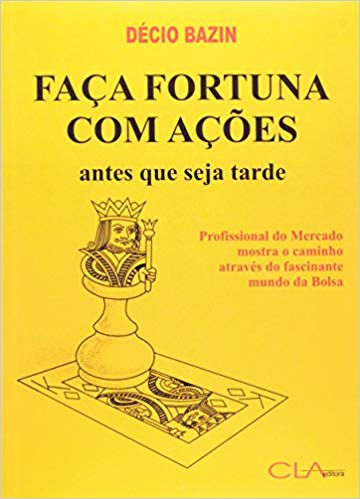 DÉCIO BAZIN
FAÇA FORTUNA
COM AÇÕES
antes que seja tarde
Profissional do Mercado
mostra o caminho
através do fascinante
mundo da Bolsa
CLA editora